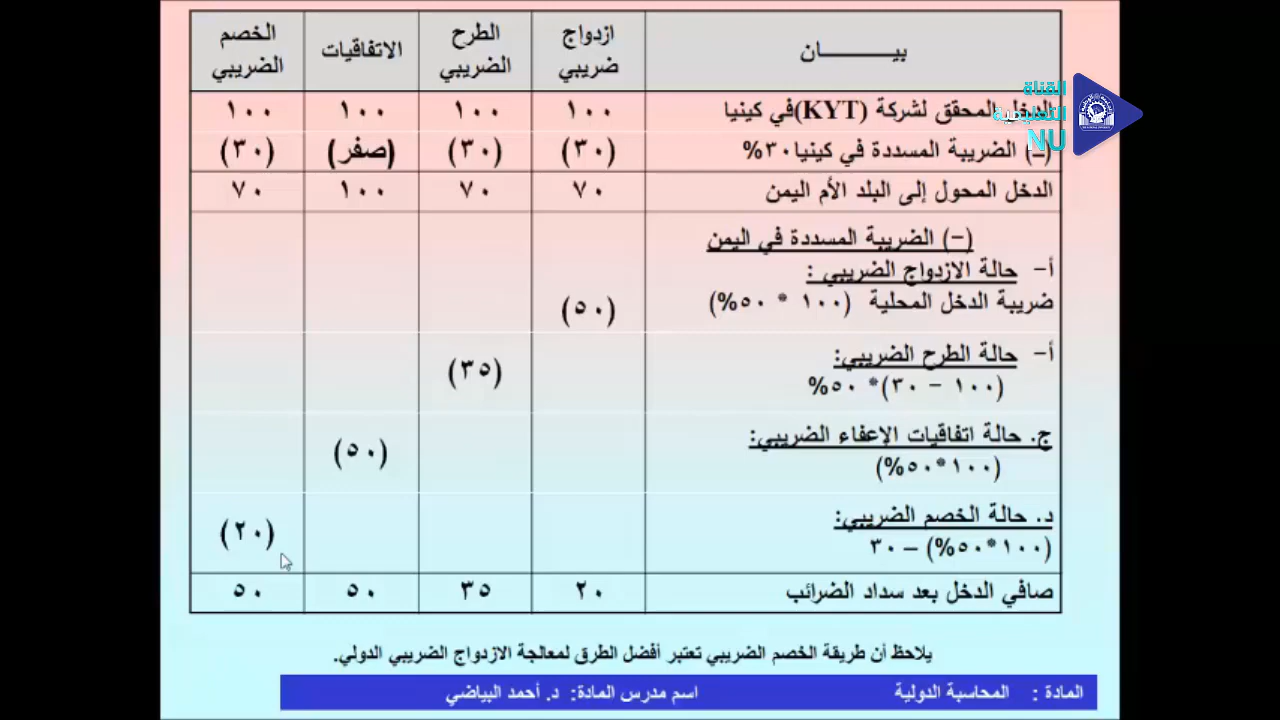 بيـــــــان ازدواج ضريبي الطرح الضريبي الاتفاقيات الخصم الضريبي
القناة
التعليمية
NU
الدخل المحقق لشركة (KYT)في كينيا ١٠٠ ١٠٠ ١٠٠ ١٠٠
(–) الضريبة المسددة في كينيا٣٠% (٣٠) (٣٠) (صفر) (٣٠)
الدخل المحول إلى البلد الأم اليمن ٧٠ ٧٠ ١٠٠ ٧٠
(–) الضريبة المسددة في اليمن
أ- حالة الازدواج الضريبي :
ضريبة الدخل المحلية (١٠٠ * ٥٠%) (٥٠)
أ- حالة الطرح الضريبي:
(١٠٠ – ٣٠)* ٥٠% (٣٥)
ج. حالة اتفاقيات الإعفاء الضريبي:
(١٠٠*٥٠%) (٥٠)
د. حالة الخصم الضريبي:
(١٠٠*٥٠%) – ٣٠ (٢٠)
صافي الدخل بعد سداد الضرائب ٢٠ ٣٥ ٥٠ ٥٠
يلاحظ أن طريقة الخصم الضريبي تعتبر أفضل الطرق لمعالجة الازدواج الضريبي الدولي.
المادة : المحاسبة الدولية اسم مدرس المادة: د. أحمد البياضي